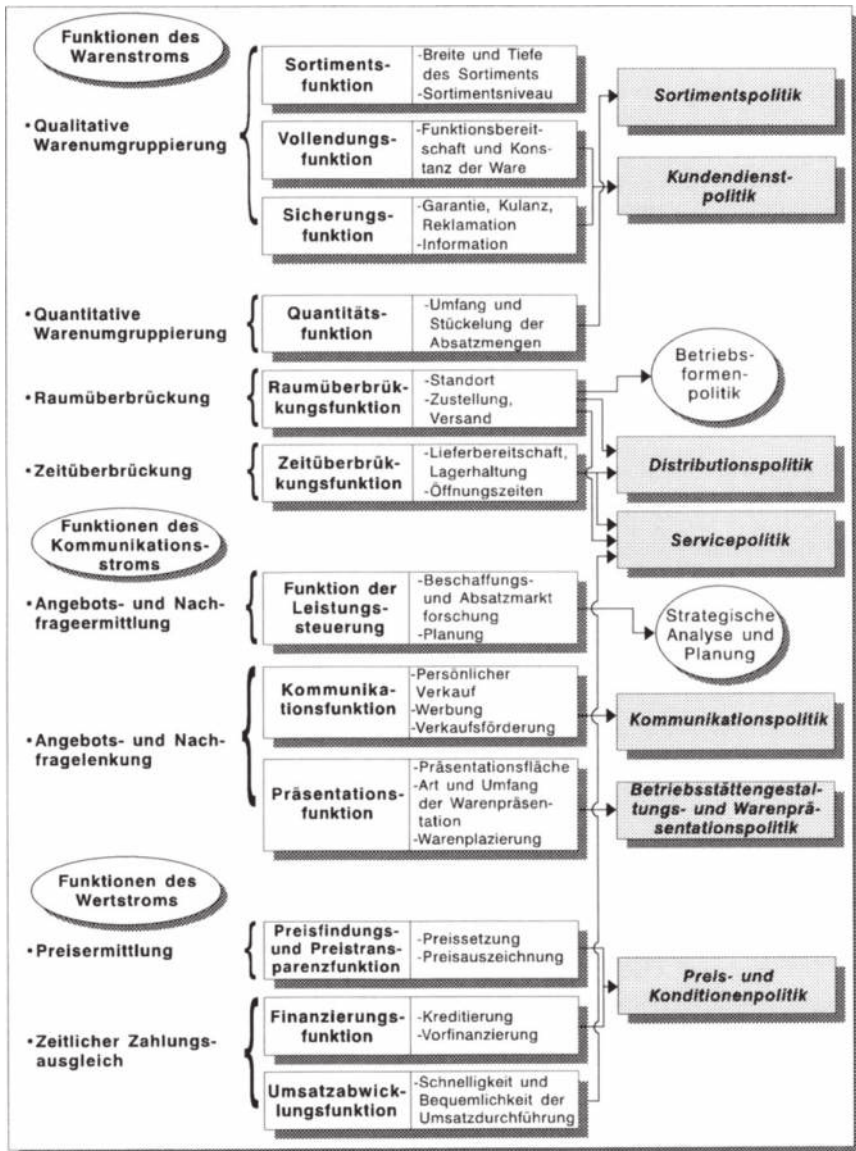 Funktionen des
Warenstroms
•Qualitative
Warenumgruppierung
Sortiments-
funktion
-Breite und Tiefe
des Sortiments
-Sortimentsniveau
Vollendungs-
funktion
-Funktionsbereit-
schaft und Kons-
tanz der Ware
Sicherungs-
funktion
-Garantie, Kulanz,
Reklamation
-Information
Sortimentspolitik
Kundendienst-
politik
•Quantitative
Warenumgruppierung
Quantitäts-
funktion
-Umfang und
Stückelung der
Absatzmengen
•Raumüberbrückung
Raumüberbrük-
kungsfunktion
-Standort
-Zustellung,
Versand
Betriebs-
formen-
politik
•Zeitüberbrückung
Zeitüberbrük-
kungsfunktion
-Lieferbereitschaft,
Lagerhaltung
-Öffnungszeiten
Distributionspolitik
Servicepolitik
Funktionen des
Kommunikations-
stroms
•Angebots- und Nach-
frageermittlung
Funktion der
Leistungs-
steuerung
-Beschaffungs-
und Absatzmarkt
forschung
-Planung
Strategische
Analyse und
Planung
•Angebots- und Nach-
fragelenkung
Kommunika-
tionsfunktion
-Persönlicher
Verkauf
-Werbung
-Verkaufsförderung
Kommunikationspolitik
Präsentations-
funktion
-Präsentationsfläche
-Art und Umfang
der Warenpräsen-
tation
-Warenplazierung
Betriebsstättengestal-
tungs- und Warenprä-
sentationspolitik
Funktionen des
Wertstroms
•Preisermittlung
Preisfindungs-
und Preistrans-
parenzfunktion
-Preissetzung
-Preisauszeichnung
Preis- und
Konditionenpolitik
•Zeitlicher Zahlungs-
ausgleich
Finanzierungs-
funktion
-Kreditierung
-Vorfinanzierung
Umsatzabwick-
lungsfunktion
-Schnelligkeit und
Bequemlichkeit der
Umsatzdurchführung